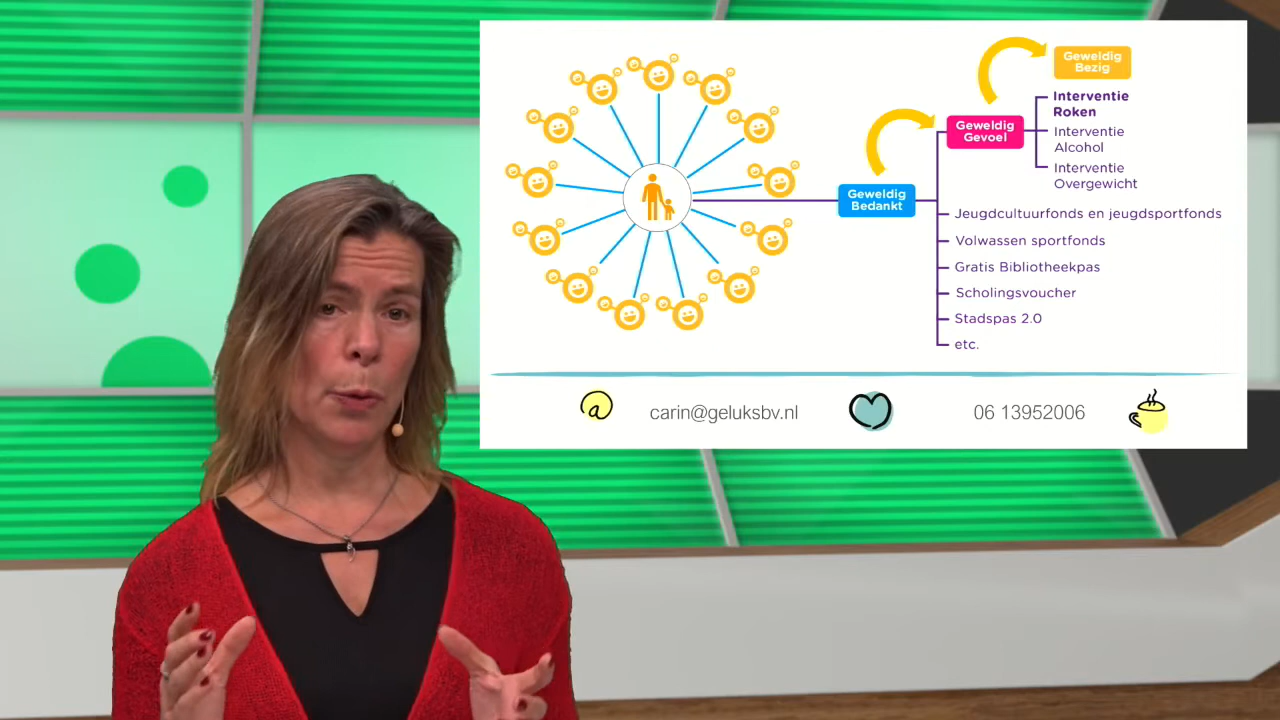 Geweldig
Bezig
Interventie
Roken
Geweldig
Gevoel
Interventie
Alcohol
Interventie
Overgewicht
Geweldig
Bedankt
Jeugdcultuurfonds en jeugdsportfonds
Volwassen sportfonds
Gratis Bibliotheekpas
Scholingsvoucher
Stadspas 2.0
etc.
@ carin@geluksbv.nl 06 13952006